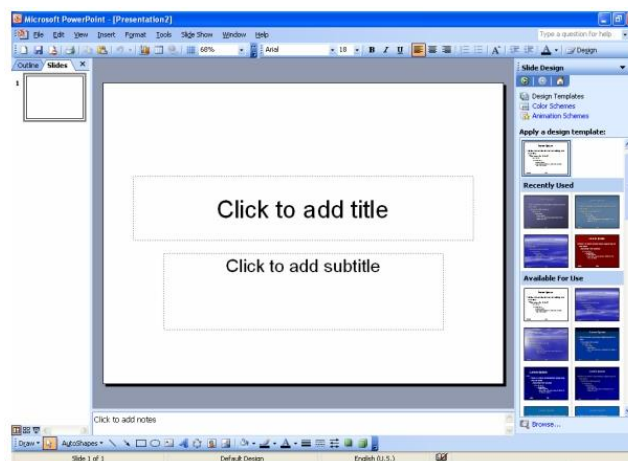 Microsoft PowerPoint - [Presentation2]
File Edit View Insert Format Tools Slide Show Window Help
Type a question for help
68% Arial 18 B I U Design
Outline Slides
Slide Design
1
Design Templates
Color Schemes
Animation Schemes
Apply a design template:
Recently Used
Available For Use
Click to add title
Click to add subtitle
Browse...
Click to add notes
Draw AutoShapes
Slide 1 of 1 Default Design English (U.S.)